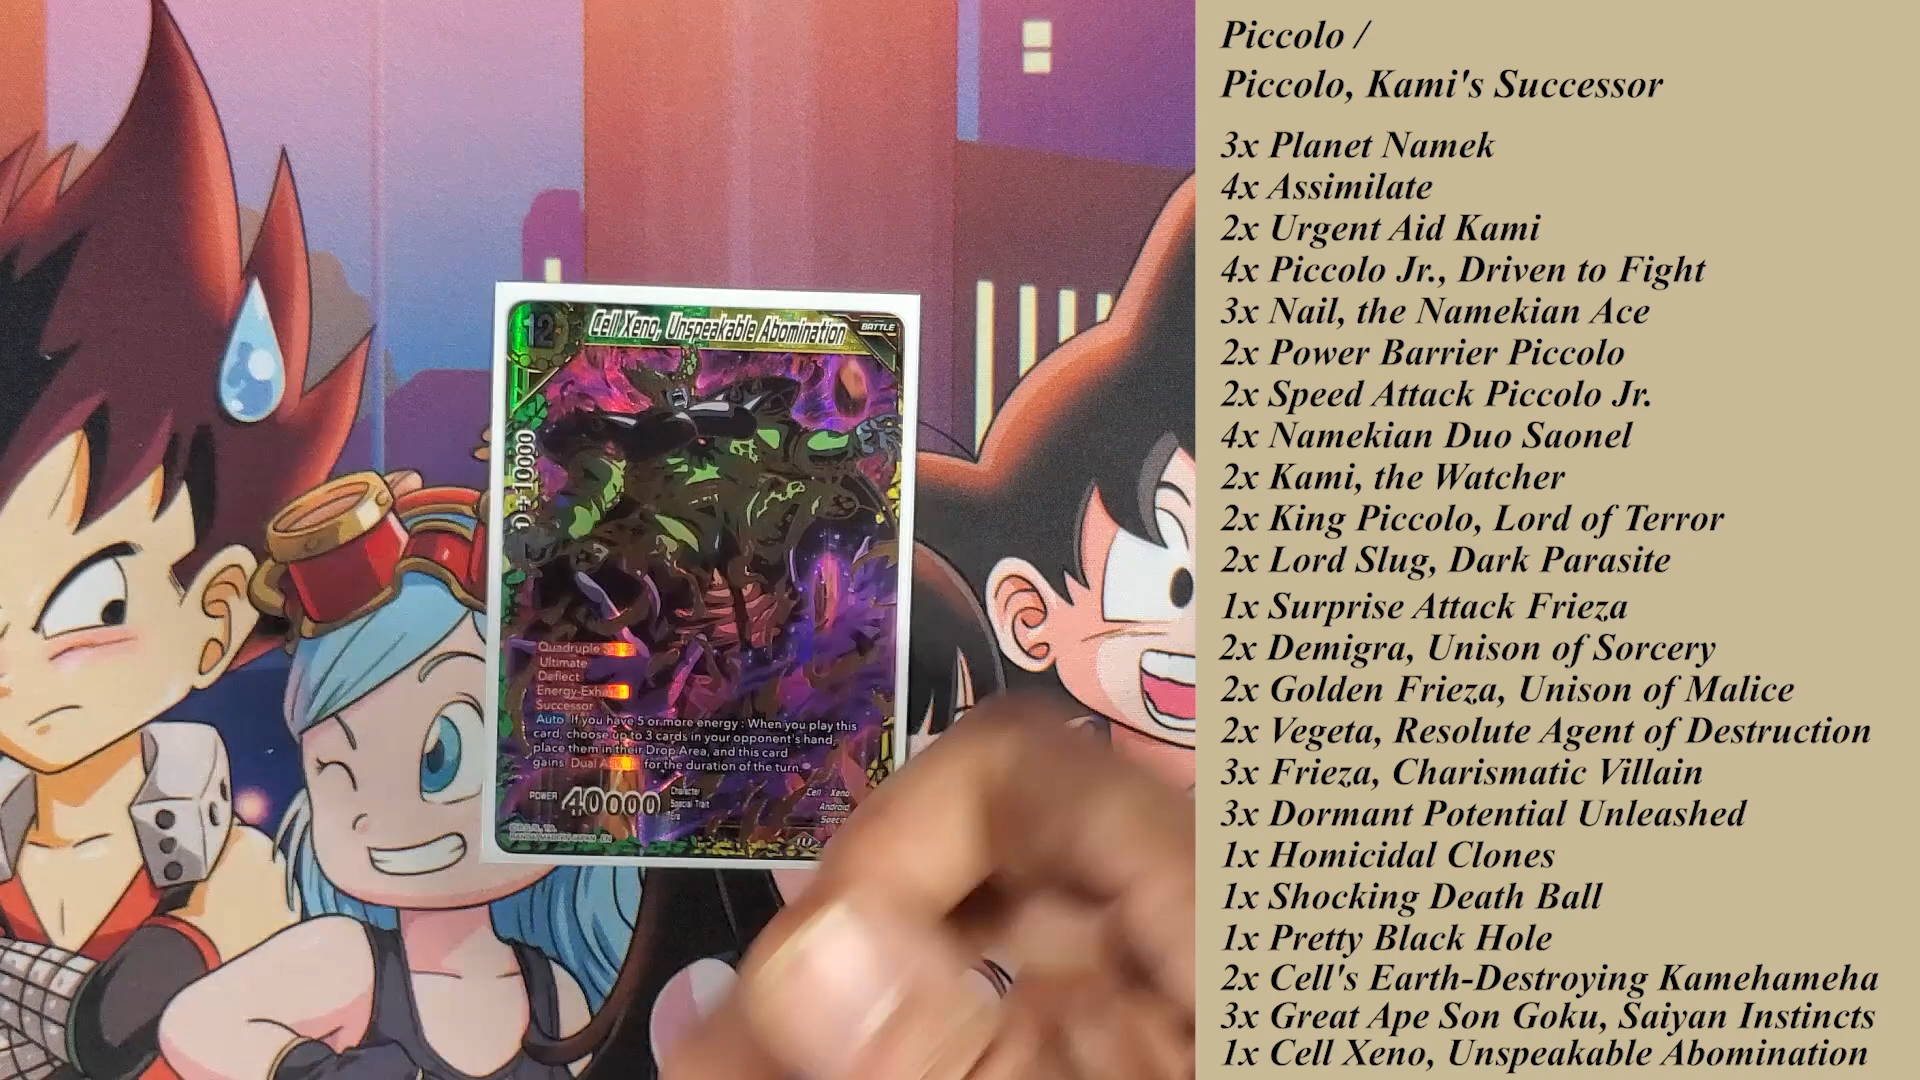 12
Cell Xeno, Unspeakable Abomination
BATTLE
+10000
Quadruple
Ultimate
Deflect
Successor
Auto If you have 5 or more energy : When you play this
card, choose up to 3 cards in your opponent's hand,
place them in their Drop Area, and this card
gains Dual for the duration of the turn.
POWER 40000
Character Cell : Xeno
Special Trait Android
Era
Piccolo /
Piccolo, Kami's Successor
3x Planet Namek
4x Assimilate
2x Urgent Aid Kami
4x Piccolo Jr., Driven to Fight
3x Nail, the Namekian Ace
2x Power Barrier Piccolo
2x Speed Attack Piccolo Jr.
4x Namekian Duo Saonel
2x Kami, the Watcher
2x King Piccolo, Lord of Terror
2x Lord Slug, Dark Parasite
1x Surprise Attack Frieza
2x Demigra, Unison of Sorcery
2x Golden Frieza, Unison of Malice
2x Vegeta, Resolute Agent of Destruction
3x Frieza, Charismatic Villain
3x Dormant Potential Unleashed
1x Homicidal Clones
1x Shocking Death Ball
1x Pretty Black Hole
2x Cell's Earth-Destroying Kamehameha
3x Great Ape Son Goku, Saiyan Instincts
1x Cell Xeno, Unspeakable Abomination